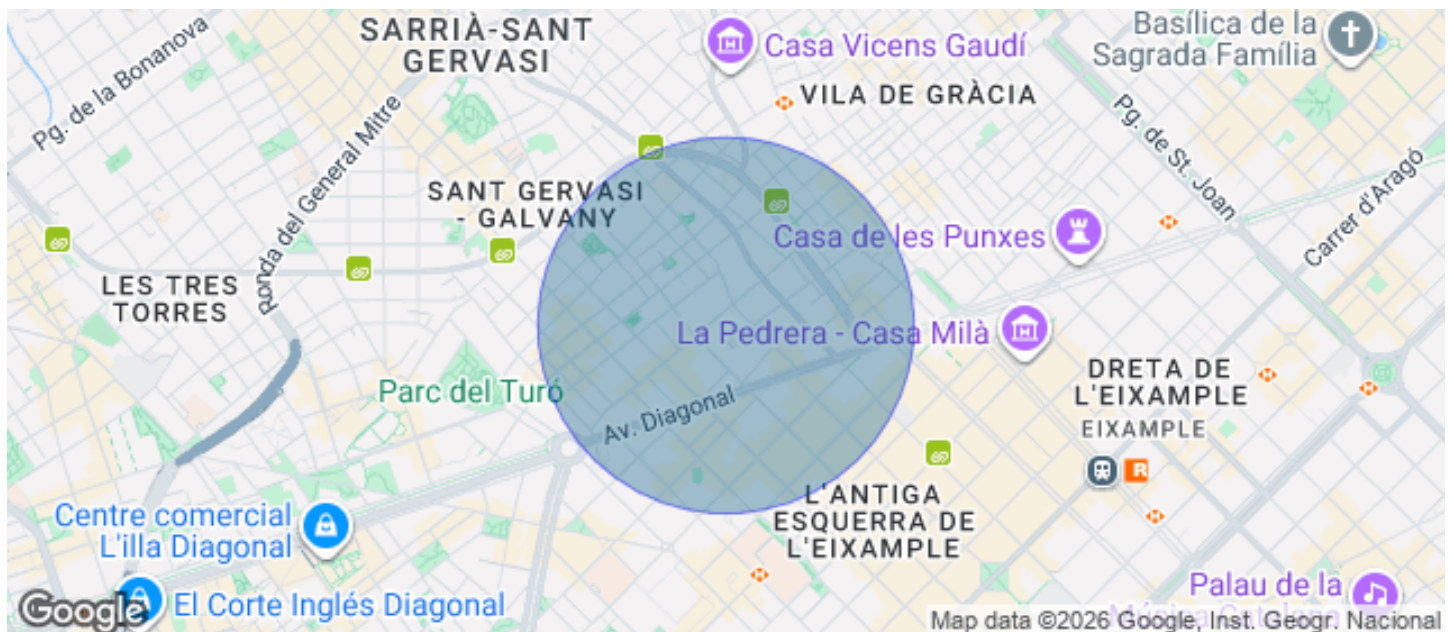 SARRIÀ-SANT
GERVASI
Casa Vicens Gaudí
Basílica de la
Sagrada Família
Pg. de la Bonanova
VILA DE GRÀCIA
Ronda del General Mitre
Pg. de St. Joan
Carrer d'Aragó
SANT GERVASI
- GALVANY
Casa de les Punxes
LES TRES
TORRES
La Pedrera - Casa Milà
Parc del Turó
Av. Diagonal
DRETA DE
L'EIXAMPLE
EIXAMPLE
R
L'ANTIGA
ESQUERRA DE
L'EIXAMPLE
Centre comercial
L'illa Diagonal
El Corte Inglés Diagonal
Palau de la
Música Catalana
Google
Map data ©2026 Google, Inst. Geogr. Nacional